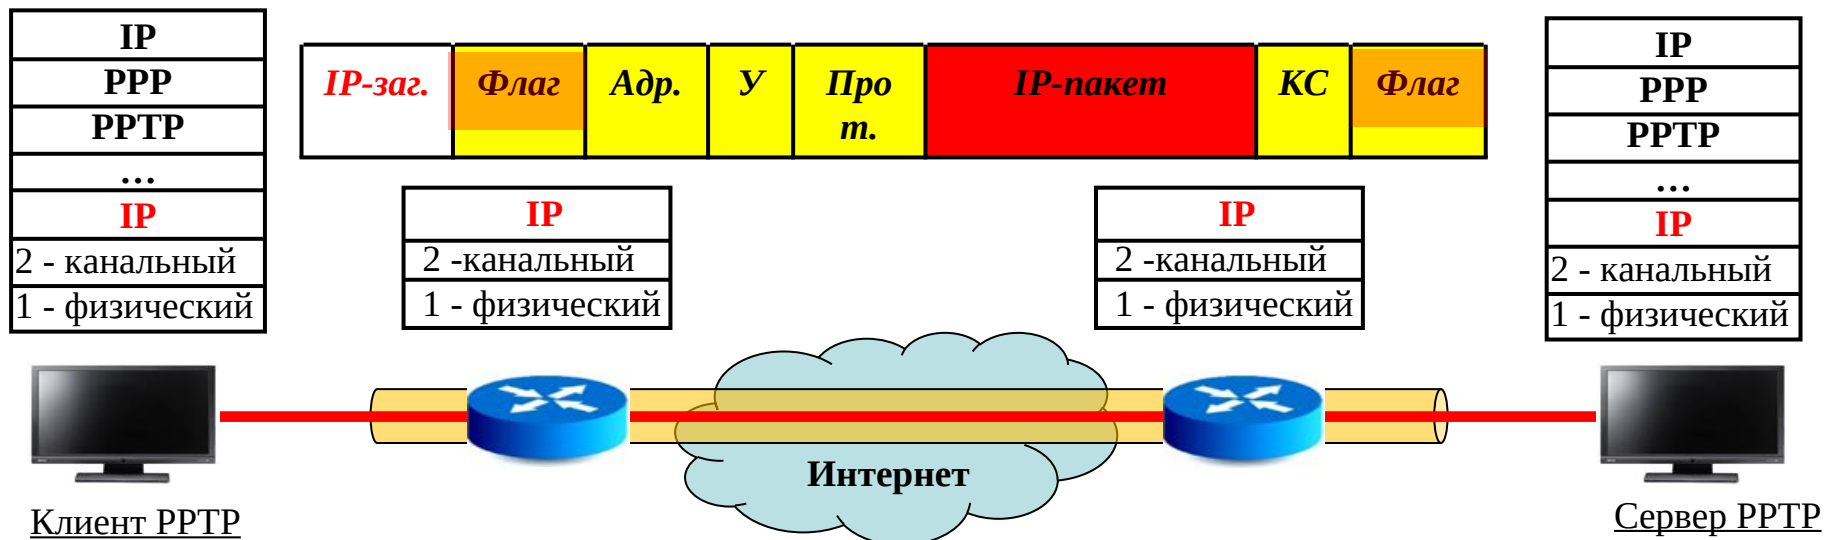 IP
PPP
PPTP
...
IP
2 - канальный
1 - физический
IP-заг. Флаг Адр. У Про IP-пакет КС Флаг
т.
IP
2 -канальный
1 - физический
IP
2 -канальный
1 - физический
IP
PPP
PPTP
...
IP
2 - канальный
1 - физический
Интернет
Клиент PPTP
Сервер PPTP